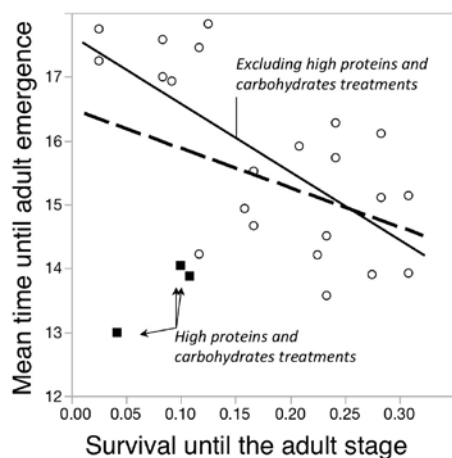 Mean time until adult emergence
17
16
15
14
13
12
Excluding high proteins and
carbohydrates treatments
High proteins and
carbohydrates treatments
0.00 0.05 0.10 0.15 0.20 0.25 0.30
Survival until the adult stage